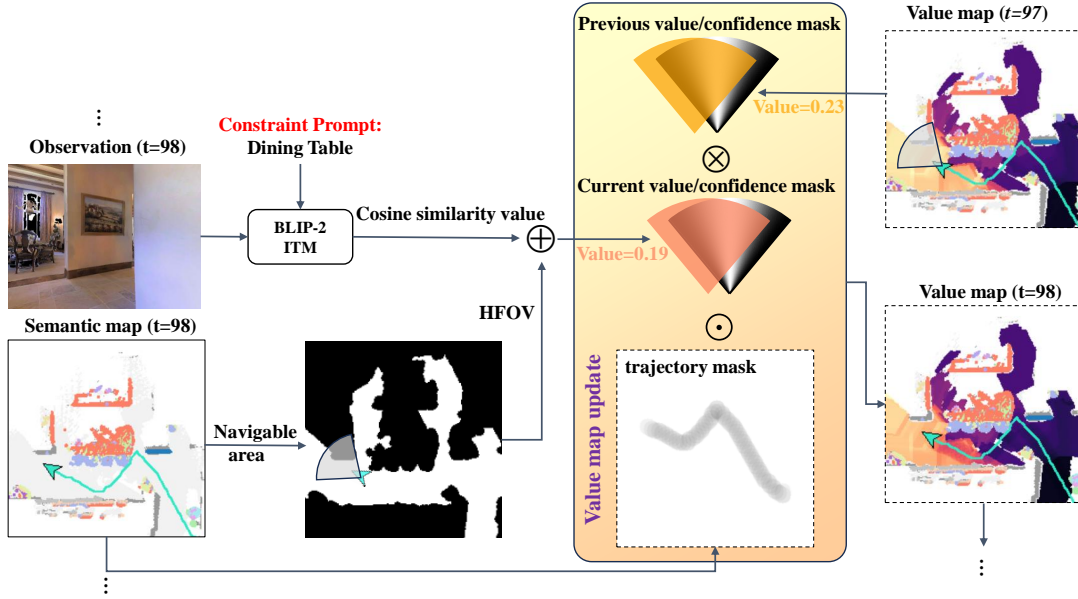 Previous value/confidence mask
Value map (t=97)
Value=0.23
⋮
Observation (t=98)
Constraint Prompt:
Dining Table
BLIP-2
ITM
Cosine similarity value
Current value/confidence mask
Value=0.19
HFOV
Semantic map (t=98)
Navigable
area
Value map update
trajectory mask
Value map (t=98)
⋮
⋮